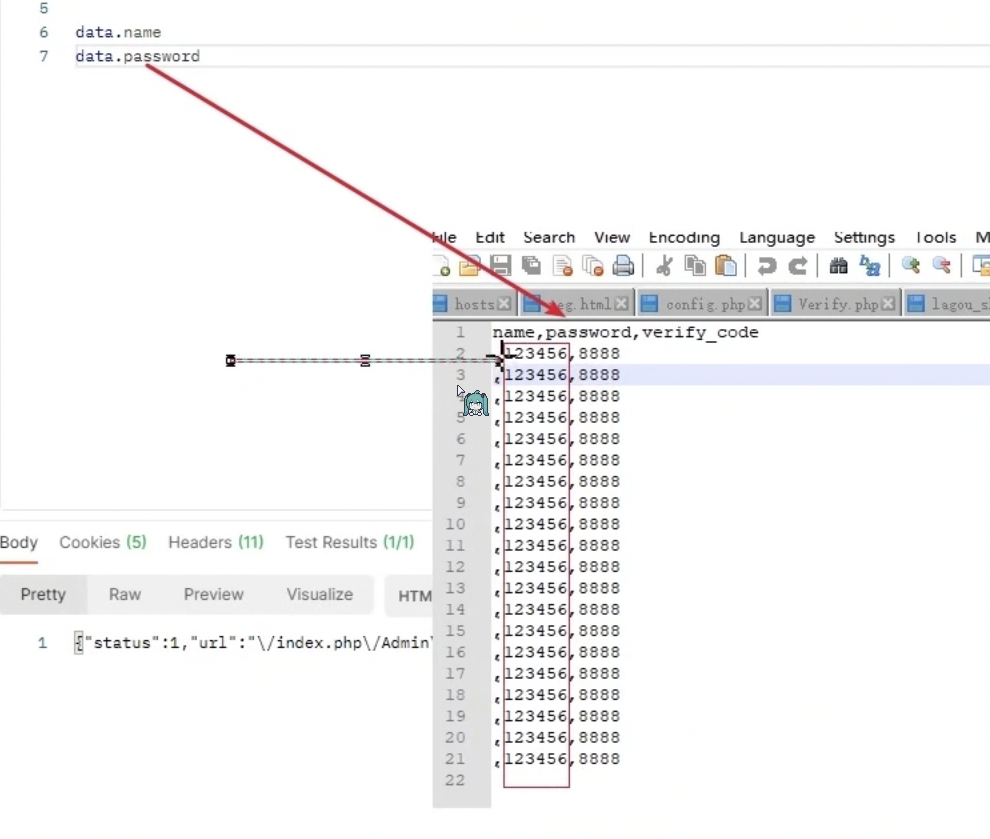 5
6 data.name
7 data.password
File Edit Search View Encoding Language Settings Tools M
hosts reg.html config.php Verify.php lagou_s
1 name,password,verify_code
2 ,123456,8888
3 ,123456,8888
4 ,123456,8888
5 ,123456,8888
6 ,123456,8888
7 ,123456,8888
8 ,123456,8888
9 ,123456,8888
10 ,123456,8888
11 ,123456,8888
12 ,123456,8888
13 ,123456,8888
14 ,123456,8888
15 ,123456,8888
16 ,123456,8888
17 ,123456,8888
18 ,123456,8888
19 ,123456,8888
20 ,123456,8888
21 ,123456,8888
22
Body Cookies (5) Headers (11) Test Results (1/1)
Pretty Raw Preview Visualize HTM
1 {"status":1,"url":"\/index.php\/Admin\